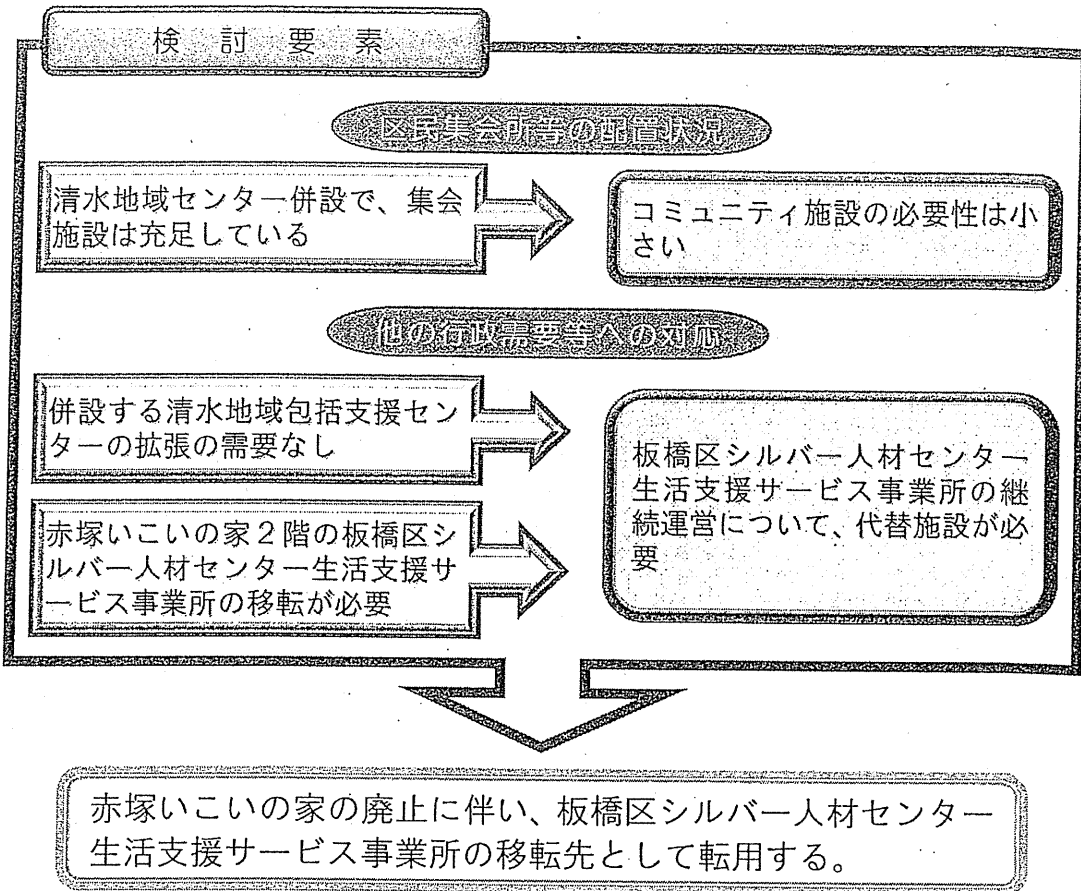 検討要素
区民集会所等の配置状況
清水地域センター併設で、集会
施設は充足している
コミュニティ施設の必要性は小
さい
他の行政需要等への対応
併設する清水地域包括支援セン
ターの拡張の需要なし
赤塚いこいの家2階の板橋区シ
ルバー人材センター生活支援サ
ービス事業所の移転が必要
板橋区シルバー人材センター
生活支援サービス事業所の継
続運営について、代替施設が必
要
赤塚いこいの家の廃止に伴い、板橋区シルバー人材センター
生活支援サービス事業所の移転先として転用する。